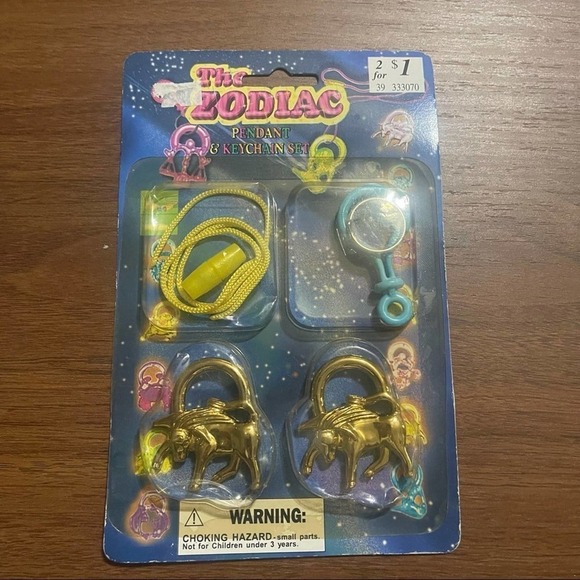 The
ZODIAC
PENDANT
& KEYCHAIN SET
2 for $1
39 333070
WARNING:
CHOKING HAZARD-small parts.
Not for Children under 3 years.